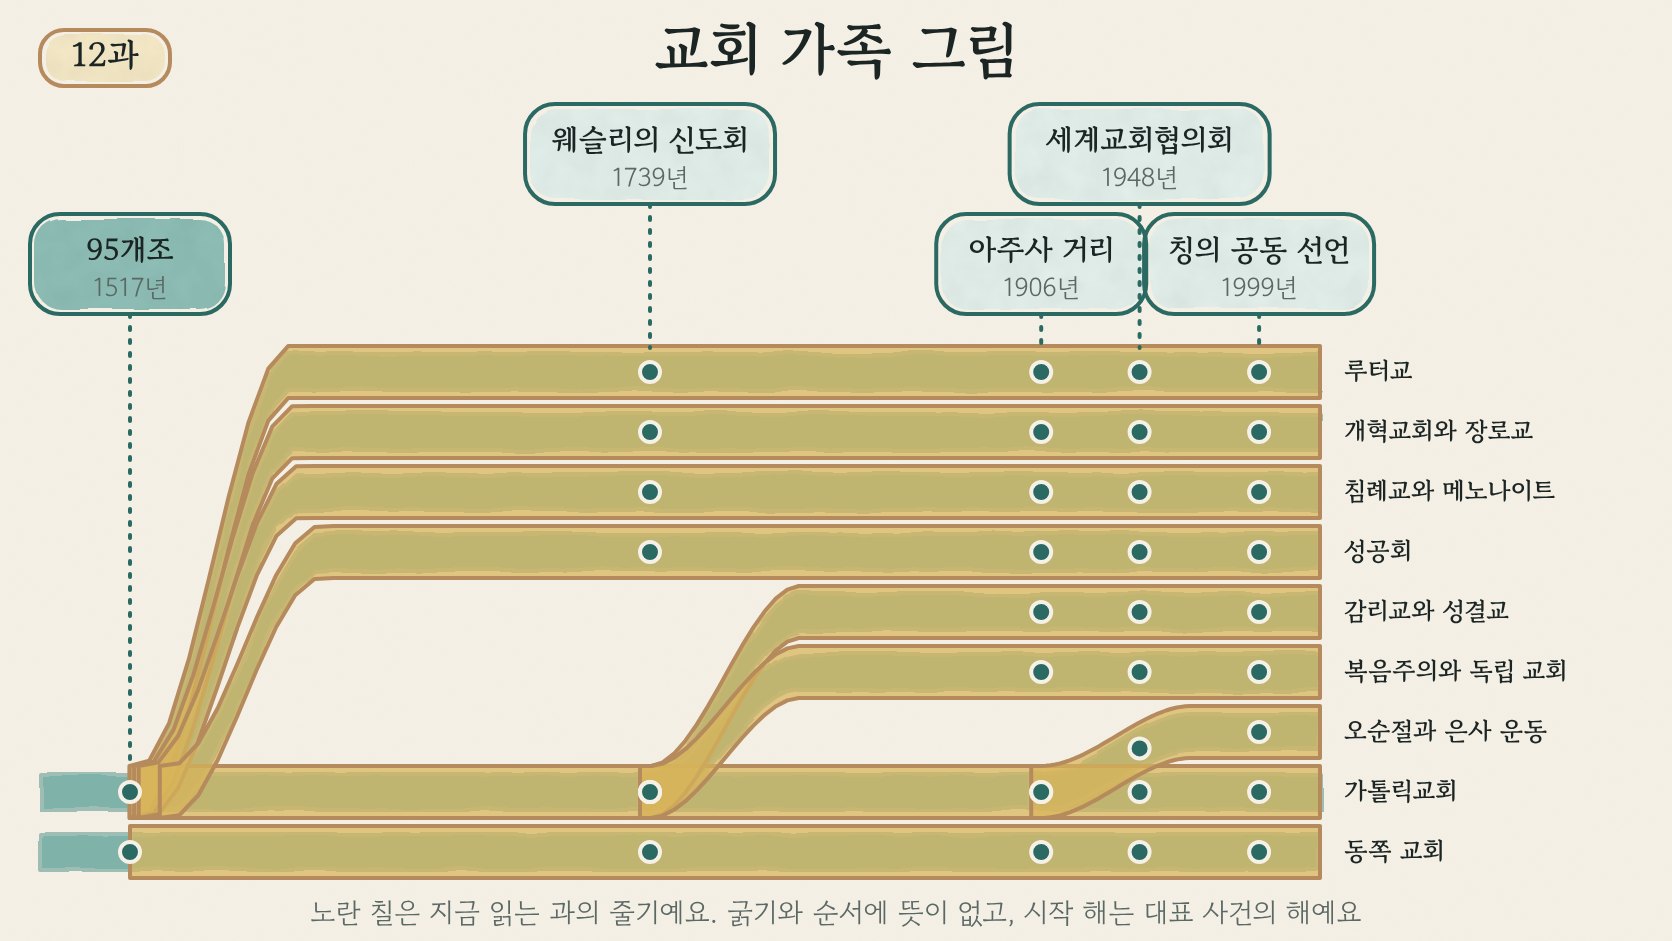 12과
교회 가족 그림
웨슬리의 신도회
1739년
세계교회협의회
1948년
95개조
1517년
아주사 거리
1906년
칭의 공동 선언
1999년
루터교
개혁교회와 장로교
침례교와 메노나이트
성공회
감리교와 성결교
복음주의와 독립 교회
오순절과 은사 운동
가톨릭교회
동쪽 교회
노란 칠은 지금 읽는 과의 줄기예요. 굵기와 순서에 뜻이 없고, 시작 해는 대표 사건의 해예요